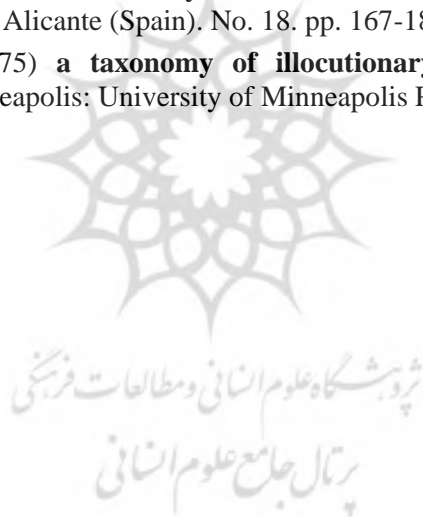 Alicante (Spain). No. 18. pp. 167-18
75) a taxonomy of illocutionary
eapolis: University of Minneapolis
پژوهشگاه علوم انسانی و مطالعات فرهنگی
پرتال جامع علوم انسانی